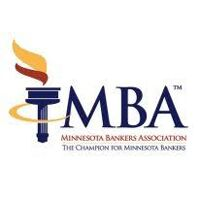 MBA™
MINNESOTA BANKERS ASSOCIATION
THE CHAMPION FOR MINNESOTA BANKERS